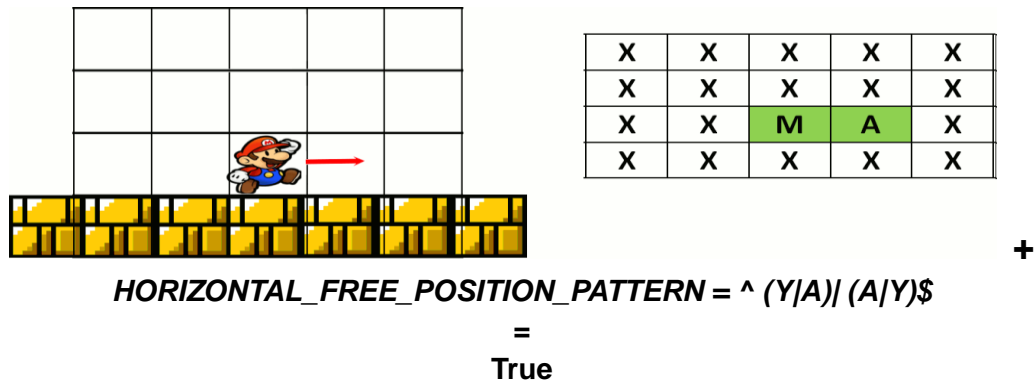 X X X X X
X X X X X
X X M A X
X X X X X
+
HORIZONTAL_FREE_POSITION_PATTERN = ^ (Y|A)| (A|Y)$
=
True